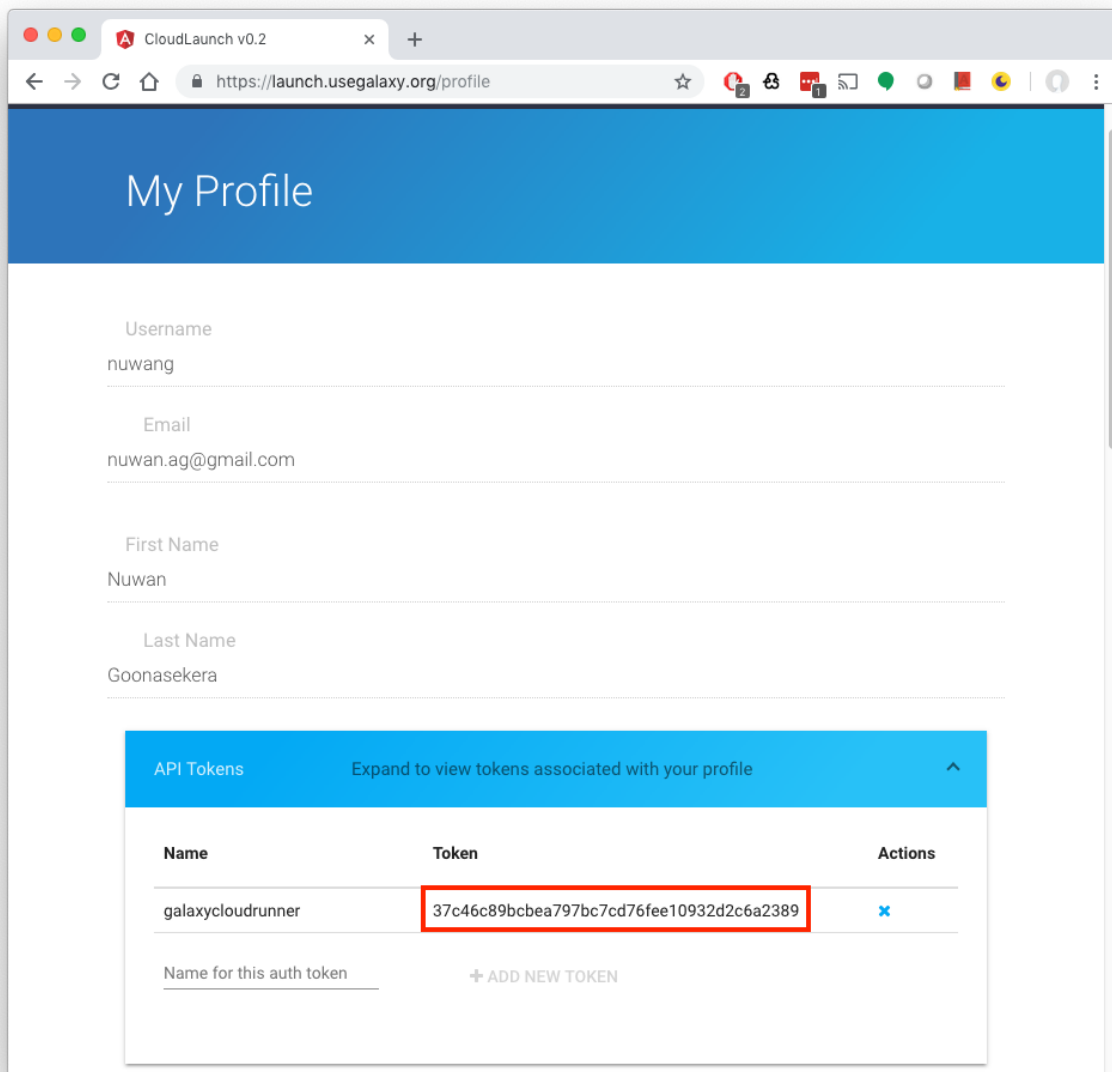 CloudLaunch v0.2
https://launch.usegalaxy.org/profile
2
1
My Profile
Username
nuwang
Email
nuwan.ag@gmail.com
First Name
Nuwan
Last Name
Goonasekera
API Tokens Expand to view tokens associated with your profile
Name Token Actions
galaxycloudrunner 37c46c89bcbea797bc7cd76fee10932d2c6a2389
Name for this auth token ADD NEW TOKEN